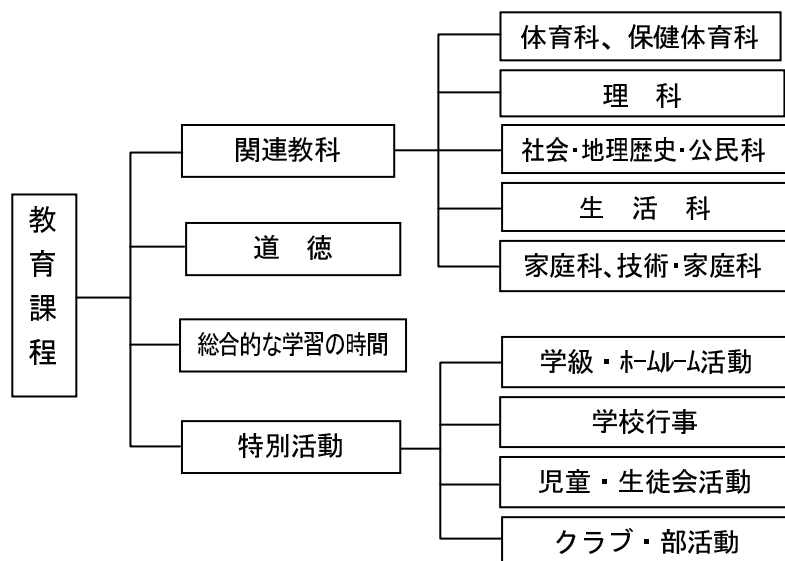 教育課程
関連教科
体育科、保健体育科
理　科
社会・地理歴史・公民科
生　活　科
家庭科、技術・家庭科
道　徳
総合的な学習の時間
特別活動
学級・ﾎｰﾑﾙｰﾑ活動
学校行事
児童・生徒会活動
クラブ・部活動